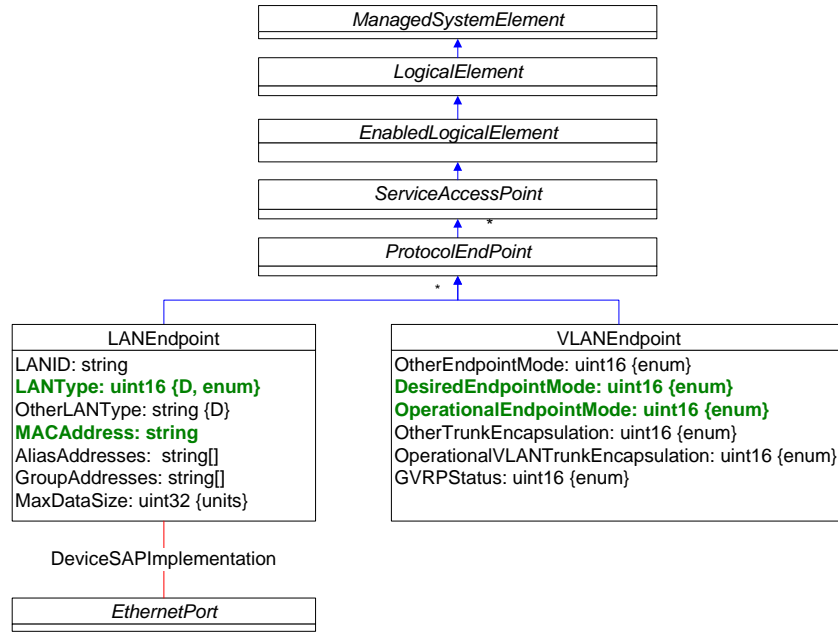 ManagedSystemElement
LogicalElement
EnabledLogicalElement
ServiceAccessPoint
*
ProtocolEndPoint
*
LANEndpoint
LANID: string
LANType: uint16 {D, enum}
OtherLANType: string {D}
MACAddress: string
AliasAddresses:  string[]
GroupAddresses: string[]
MaxDataSize: uint32 {units}
VLANEndpoint
OtherEndpointMode: uint16 {enum}
DesiredEndpointMode: uint16 {enum}
OperationalEndpointMode: uint16 {enum}
OtherTrunkEncapsulation: uint16 {enum}
OperationalVLANTrunkEncapsulation: uint16 {enum}
GVRPStatus: uint16 {enum}
DeviceSAPImplementation
EthernetPort